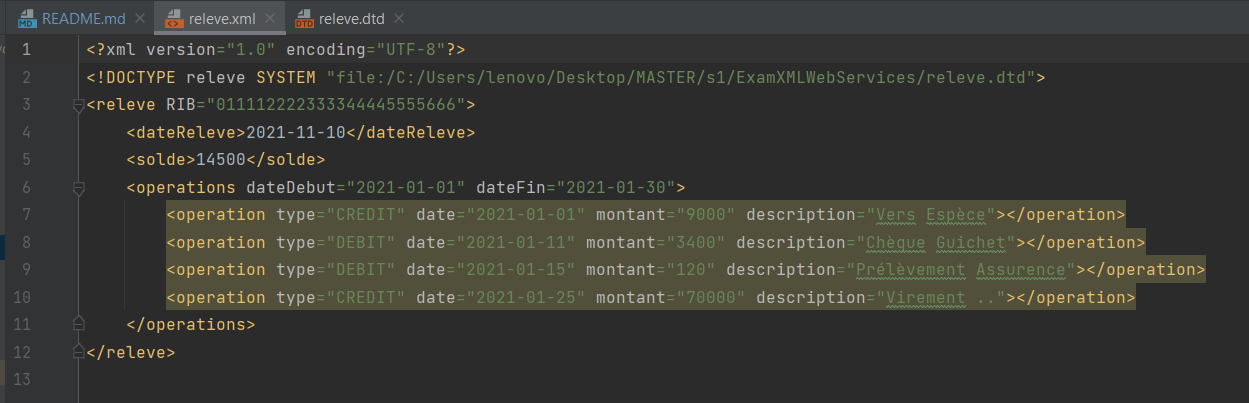 README.md releve.xml releve.dtd
1 <?xml version="1.0" encoding="UTF-8"?>
2 <!DOCTYPE releve SYSTEM "file:/C:/Users/lenovo/Desktop/MASTER/s1/ExamXMLWebServices/releve.dtd">
3 <releve RIB="011112222333344445555666">
4 <dateReleve>2021-11-10</dateReleve>
5 <solde>14500</solde>
6 <operations dateDebut="2021-01-01" dateFin="2021-01-30">
7 <operation type="CREDIT" date="2021-01-01" montant="9000" description="Vers Espèce"></operation>
8 <operation type="DEBIT" date="2021-01-11" montant="3400" description="Chèque Guichet"></operation>
9 <operation type="DEBIT" date="2021-01-15" montant="120" description="Prélèvement Assurence"></operation>
10 <operation type="CREDIT" date="2021-01-25" montant="70000" description="Virement .."></operation>
11 </operations>
12 </releve>
13